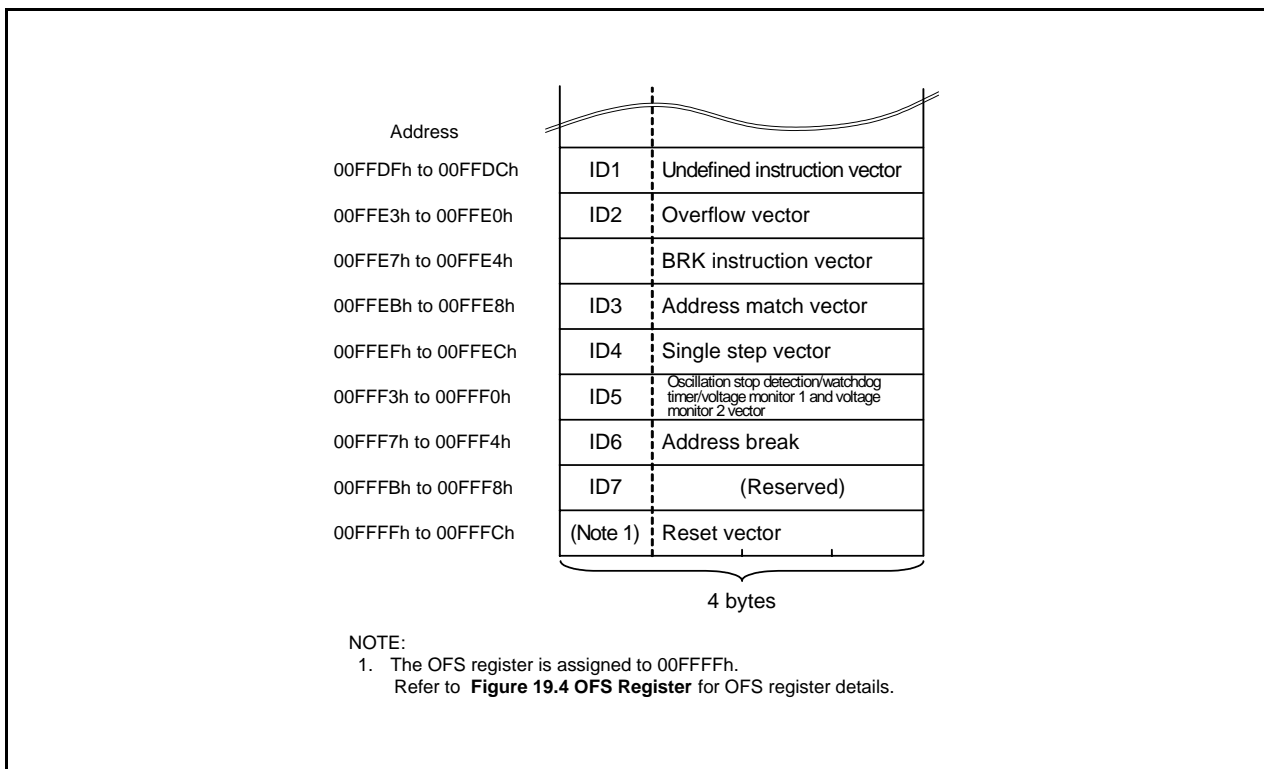 Address
00FFDFh to 00FFDCh ID1 Undefined instruction vector
00FFE3h to 00FFE0h ID2 Overflow vector
00FFE7h to 00FFE4h BRK instruction vector
00FFEBh to 00FFE8h ID3 Address match vector
00FFEFh to 00FFECh ID4 Single step vector
00FFF3h to 00FFF0h ID5 Oscillation stop detection/watchdog
timer/voltage monitor 1 and voltage
monitor 2 vector
00FFF7h to 00FFF4h ID6 Address break
00FFFBh to 00FFF8h ID7 (Reserved)
00FFFFh to 00FFFCh (Note 1) Reset vector
4 bytes
NOTE:
1. The OFS register is assigned to 00FFFFh.
Refer to Figure 19.4 OFS Register for OFS register details.